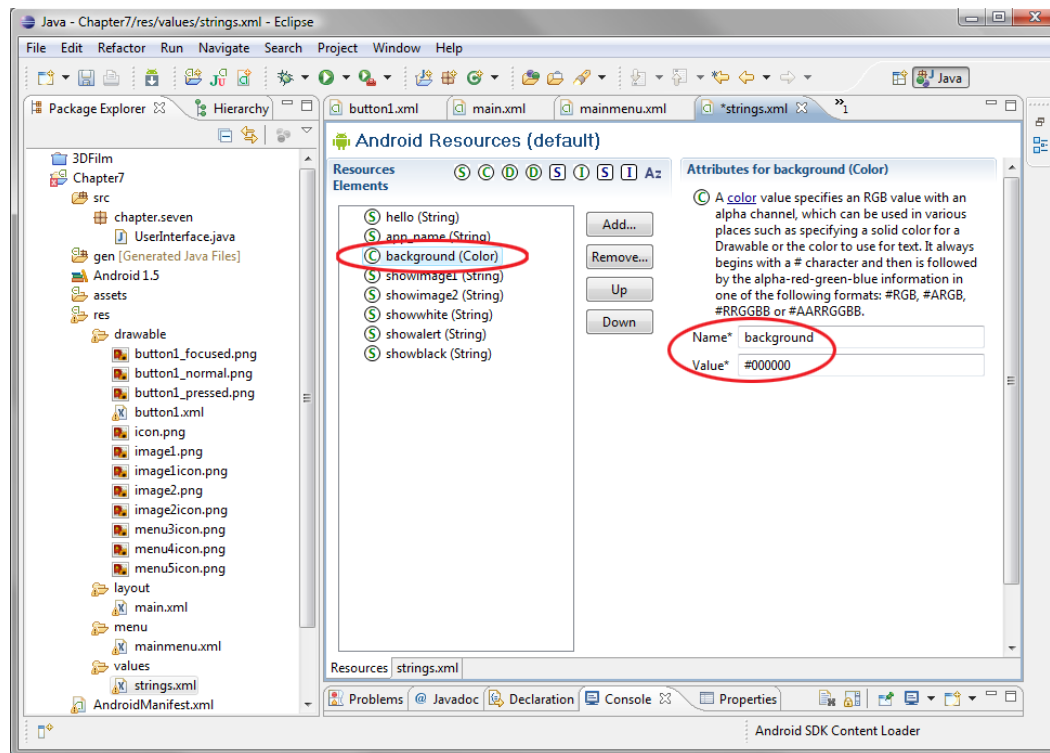 Java - Chapter7/res/values/strings.xml - Eclipse
File Edit Refactor Run Navigate Search Project Window Help
Java
Package Explorer
Hierarchy
button1.xml
main.xml
mainmenu.xml
*strings.xml
»1
3DFilm
Chapter7
src
chapter.seven
UserInterface.java
gen [Generated Java Files]
Android 1.5
assets
res
drawable
button1_focused.png
button1_normal.png
button1_pressed.png
button1.xml
icon.png
image1.png
image1icon.png
image2.png
image2icon.png
menu3icon.png
menu4icon.png
menu5icon.png
layout
main.xml
menu
mainmenu.xml
values
strings.xml
AndroidManifest.xml
Android Resources (default)
Resources Elements
S C D D S I S I Az
S hello (String)
S app_name (String)
C background (Color)
S showimage1 (String)
S showimage2 (String)
S showwhite (String)
S showalert (String)
S showblack (String)
Add...
Remove...
Up
Down
Attributes for background (Color)
C A color value specifies an RGB value with an
alpha channel, which can be used in various
places such as specifying a solid color for a
Drawable or the color to use for text. It always
begins with a # character and then is followed
by the alpha-red-green-blue information in
one of the following formats: #RGB, #ARGB,
#RRGGBB or #AARRGGBB.
Name* background
Value* #000000
Resources strings.xml
Problems @ Javadoc Declaration Console Properties
Android SDK Content Loader